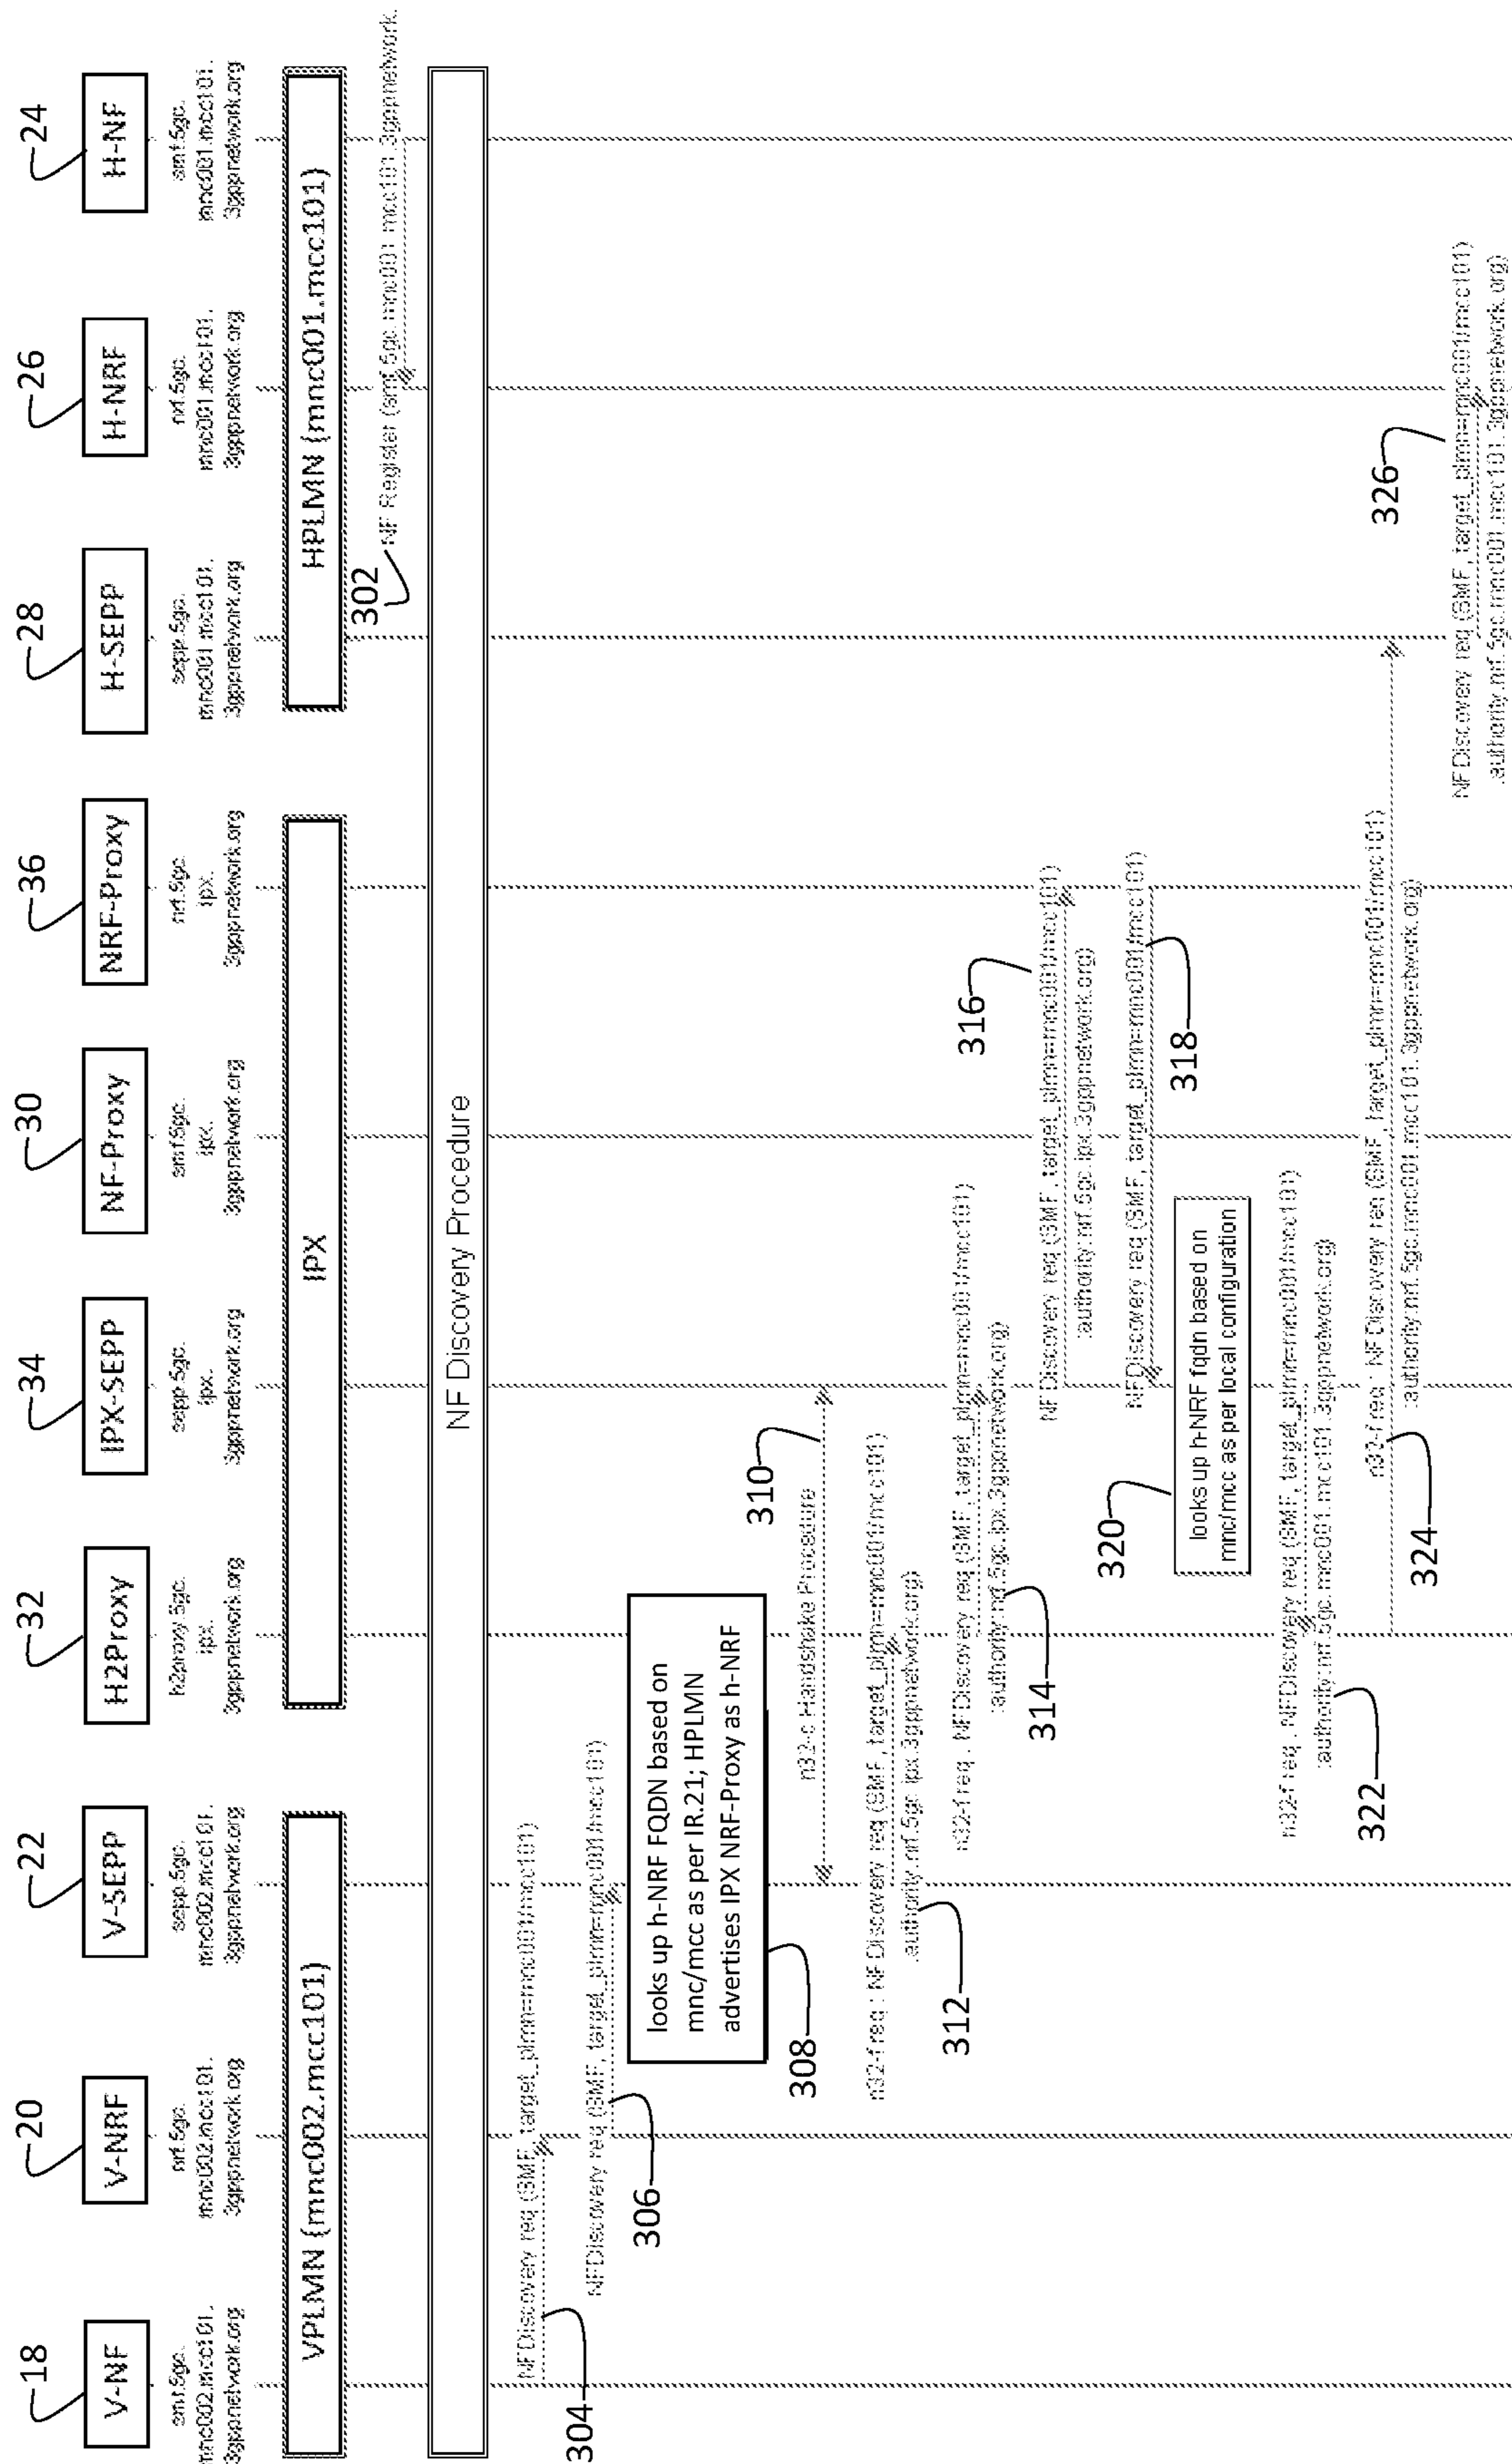 18
V-NF
mnc002.mcc101.
3gppnetwork.org
20
V-NRF
nrf.5gc.
mnc002.mcc101.
3gppnetwork.org
22
V-SEPP
sepp.5gc.
mnc002.mcc101.
3gppnetwork.org
32
H2Proxy
h2proxy.5gc.
ipx.
3gppnetwork.org
34
IPX-SEPP
sepp.5gc.
ipx.
3gppnetwork.org
30
NF-Proxy
smf.5gc.
ipx.
3gppnetwork.org
36
NRF-Proxy
nrf.5gc.
ipx.
3gppnetwork.org
28
H-SEPP
sepp.5gc.
mnc001.mcc101.
3gppnetwork.org
26
H-NRF
nrf.5gc.
mnc001.mcc101.
3gppnetwork.org
24
H-NF
smf.5gc.
mnc001.mcc101.
3gppnetwork.org
VPLMN (mnc002.mcc101)
IPX
HPLMN (mnc001.mcc101)
302
NF Register (smf.5gc.mnc001.mcc101.3gppnetwork.
NF Discovery Procedure
NFDiscovery req (SMF, target_plmn=mnc001/mcc101)
304
NFDiscovery req (SMF, target_plmn=mnc001/mcc101)
306
looks up h-NRF FQDN based on
mnc/mcc as per IR.21; HPLMN
advertises IPX NRF-Proxy as h-NRF
308
n32-c Handshake Procedure
310
n32-f req : NFDiscovery req (SMF, target_plmn=mnc001/mcc101)
:authority:nrf.5gc.ipx.3gppnetwork.org)
312
n32-f req : NFDiscovery req (SMF, target_plmn=mnc001/mcc101)
:authority:nrf.5gc.ipx.3gppnetwork.org)
314
316
NFDiscovery req (SMF, target_plmn=mnc001/mcc101)
:authority:nrf.5gc.ipx.3gppnetwork.org)
NFDiscovery req (SMF, target_plmn=mnc001/mcc101)
318
320
looks up h-NRF fqdn based on
mnc/mcc as per local configuration
n32-f req : NFDiscovery req (SMF, target_plmn=mnc001/mcc101)
:authority:nrf.5gc.mnc001.mcc101.3gppnetwork.org)
322
n32-f req : NFDiscovery req (SMF, target_plmn=mnc001/mcc101)
:authority:nrf.5gc.mnc001.mcc101.3gppnetwork.org)
324
326
NFDiscovery req (SMF, target_plmn=mnc001/mcc101)
:authority:nrf.5gc.mnc001.mcc101.3gppnetwork.org)